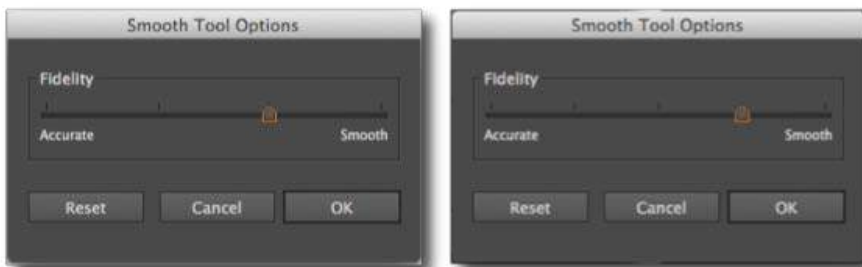 Smooth Tool Options
Fidelity
Accurate Smooth
Reset Cancel OK
Smooth Tool Options
Fidelity
Accurate Smooth
Reset Cancel OK